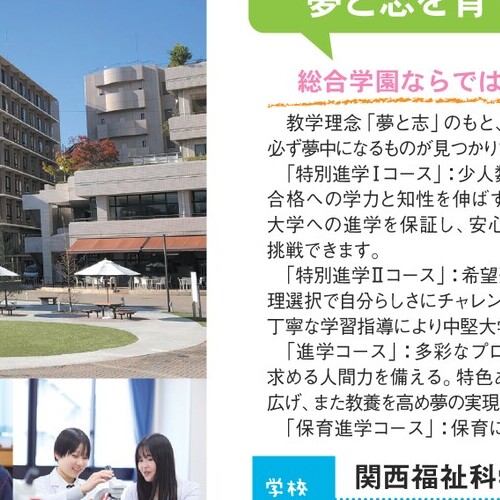 夢と志を育
総合学園ならでは
教学理念「夢と志」のもと、
必ず夢中になるものが見つかり
「特別進学Ⅰコース」：少人数
合格への学力と知性を伸ばす
大学への進学を保証し、安心
挑戦できます。
「特別進学Ⅱコース」：希望
理選択で自分らしさにチャレン
丁寧な学習指導により中堅大学
「進学コース」：多彩なプロ
求める人間力を備える。特色あ
広げ、また教養を高め夢の実現
「保育進学コース」：保育に
学校
関西福祉科学